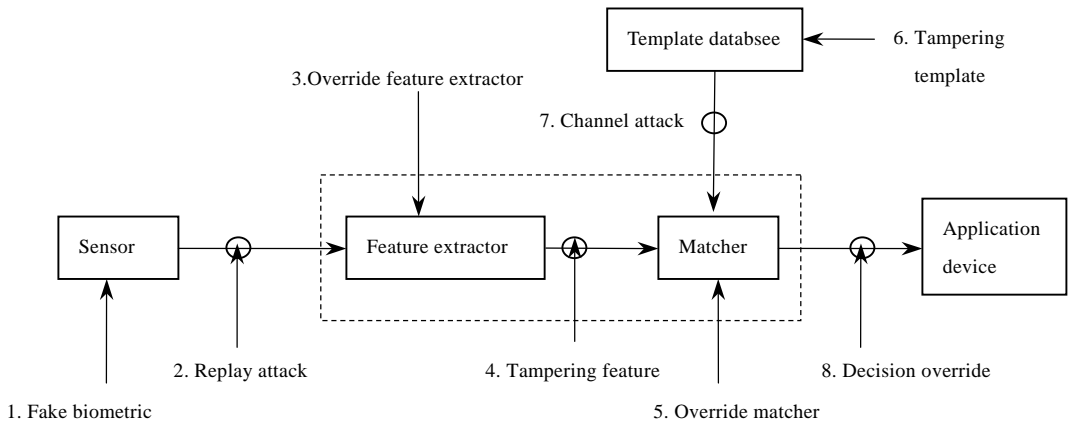 Template databsee
6. Tampering
template
3.Override feature extractor
7. Channel attack
Sensor
Feature extractor
Matcher
Application
device
2. Replay attack
4. Tampering feature
8. Decision override
1. Fake biometric
5. Override matcher